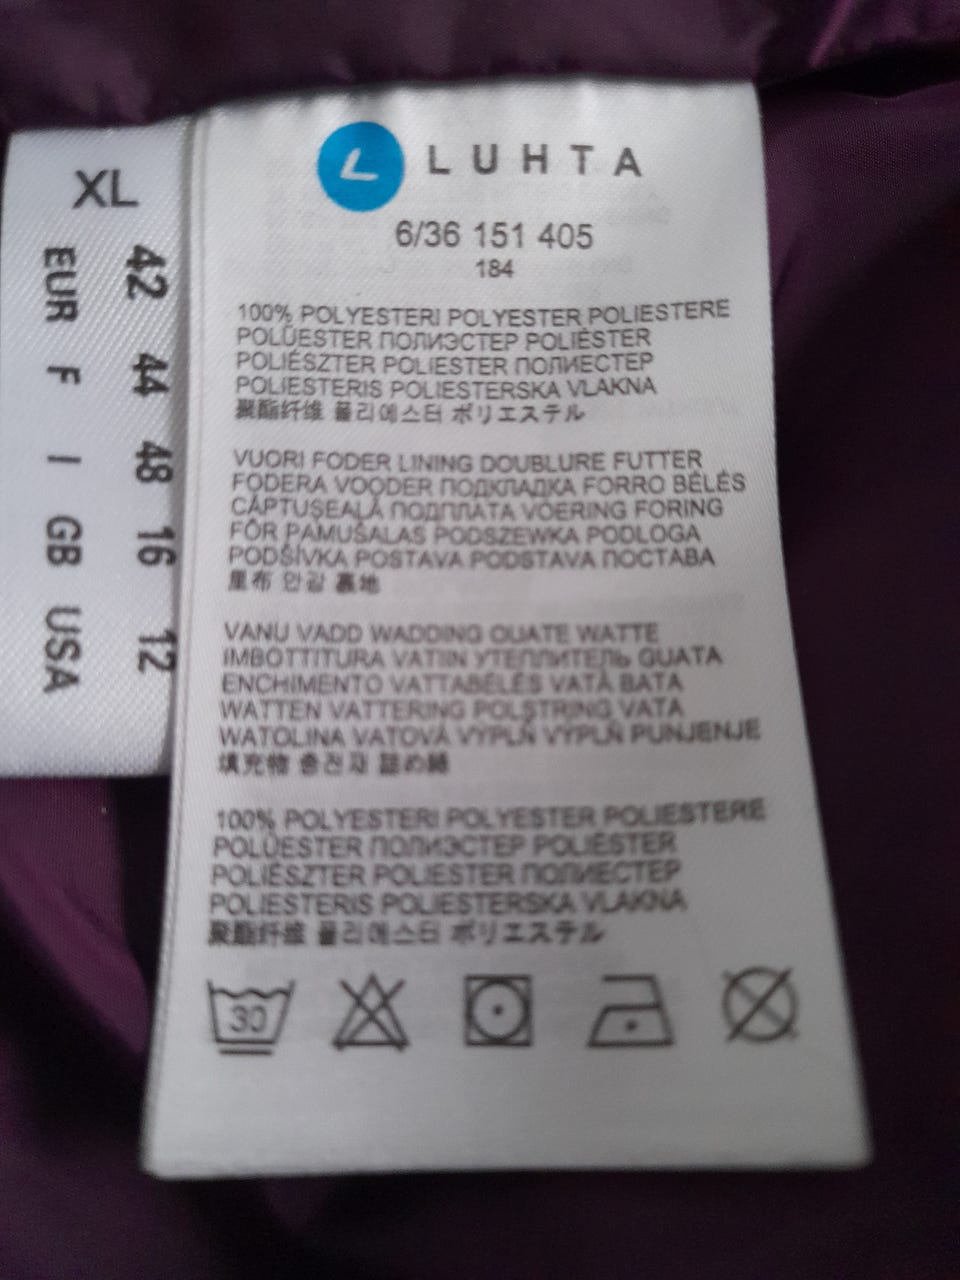 XL
EUR F I GB USA
42 44 48 16 12
L LUHTA
6/36 151 405
184
100% POLYESTERI POLYESTER POLIESTERE
POLÜESTER ПОЛИЭСТЕР POLIÉSTER
POLIÉSZTER POLIESTER ПОЛИЕСТЕР
POLIESTERIS POLIESTERSKA VLAKNA
聚酯纤维 폴리에스터 ポリエステル
VUORI FODER LINING DOUBLURE FUTTER
FODERA VOODER ПОДКЛАДКА FORRO BÉLÉS
CĂPTUŞEALĂ ПОДПЛАТА VOERING FORING
FÔR PAMUŠALAS PODSZEWKA PODLOGA
PODŠÍVKA POSTAVA PODSTAVA ПОСТАВА
里布 안감 裏地
VANU VADD WADDING OUATE WATTE
IMBOTTITURA VATIIN УТЕПЛИТЕЛЬ GUATA
ENCHIMENTO VATTABÉLÉS VATĂ ВАТА
WATTEN VATTERING POLSTRING VATA
WATOLINA VATOVÁ VÝPLŇ VÝPLŇ PUNJENJE
填充物 충전재 詰め綿
100% POLYESTERI POLYESTER POLIESTERE
POLÜESTER ПОЛИЭСТЕР POLIÉSTER
POLIÉSZTER POLIESTER ПОЛИЕСТЕР
POLIESTERIS POLIESTERSKA VLAKNA
聚酯纤维 폴리에스터 ポリエステル
30